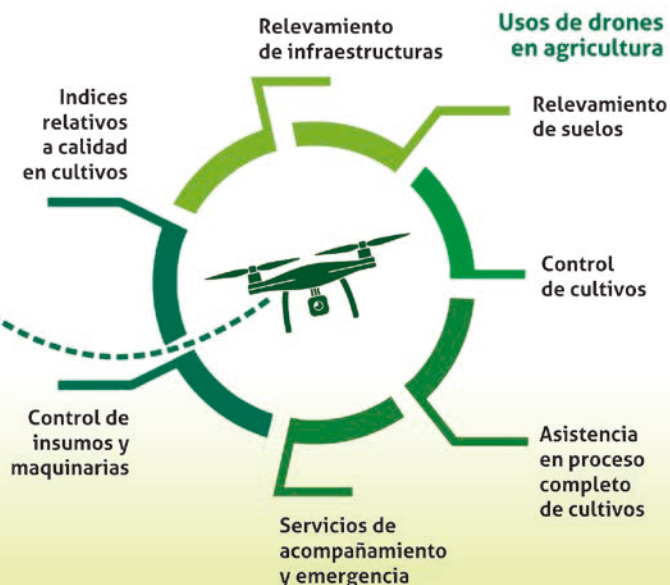 Usos de drones
en agricultura
Relevamiento
de infraestructuras
Relevamiento
de suelos
Control
de cultivos
Asistencia
en proceso
completo
de cultivos
Servicios de
acompañamiento
y emergencia
Control de
insumos y
maquinarias
Indices
relativos
a calidad
en cultivos